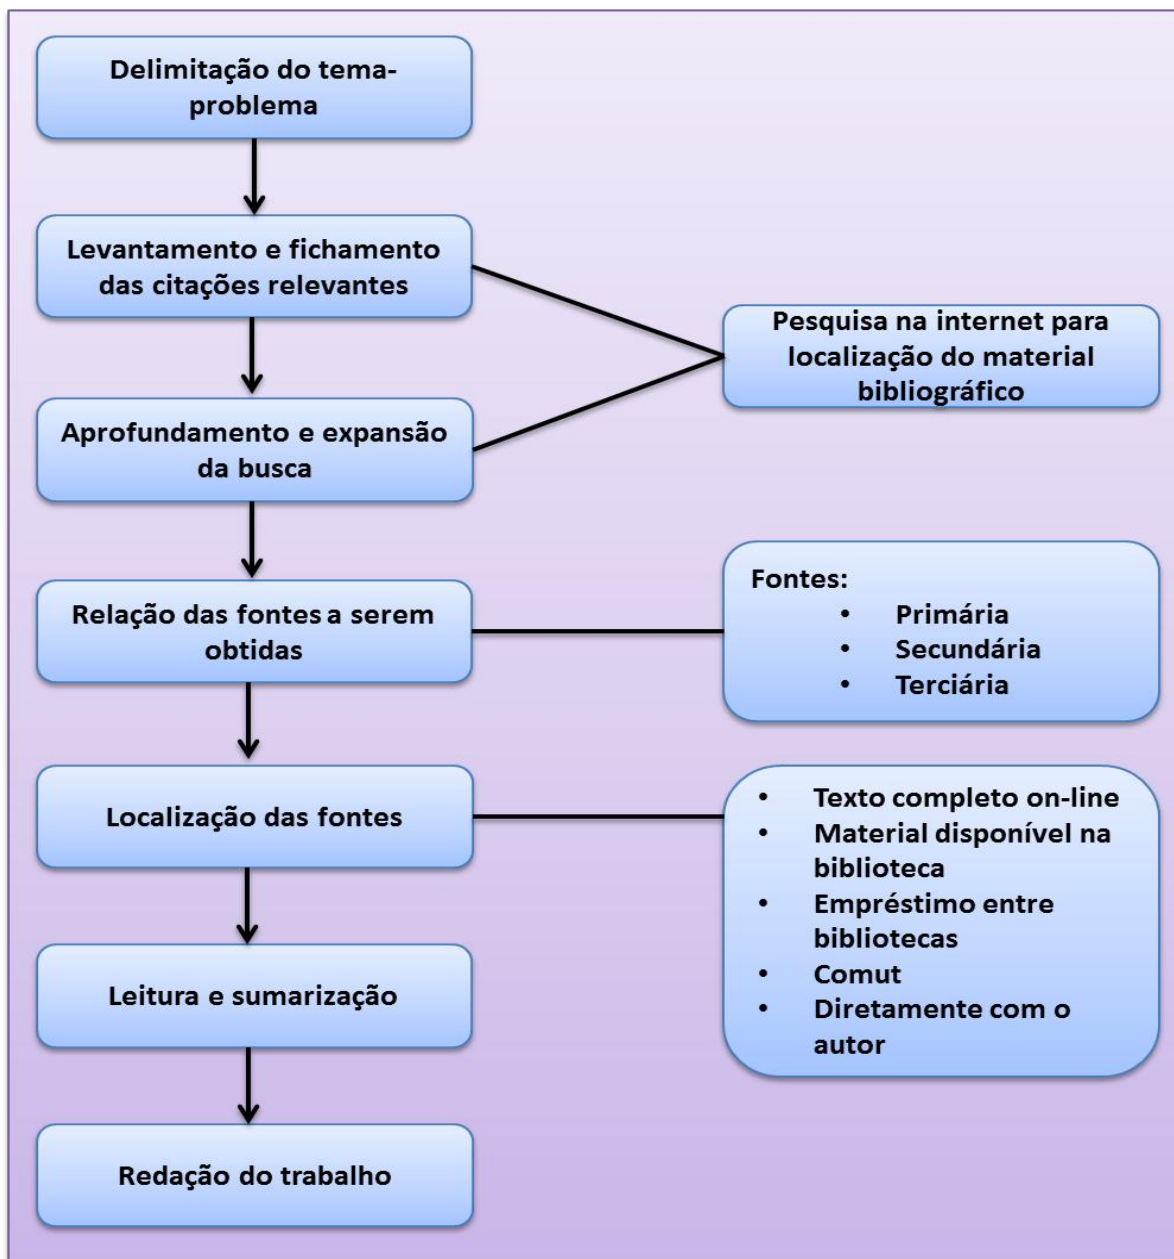 Delimitação do tema-
problema
Levantamento e fichamento
das citações relevantes
Pesquisa na internet para
localização do material
bibliográfico
Aprofundamento e expansão
da busca
Relação das fontes a serem
obtidas
Fontes:
• Primária
• Secundária
• Terciária
Localização das fontes
• Texto completo on-line
• Material disponível na
biblioteca
• Empréstimo entre
bibliotecas
• Comut
• Diretamente com o
autor
Leitura e sumarização
Redação do trabalho